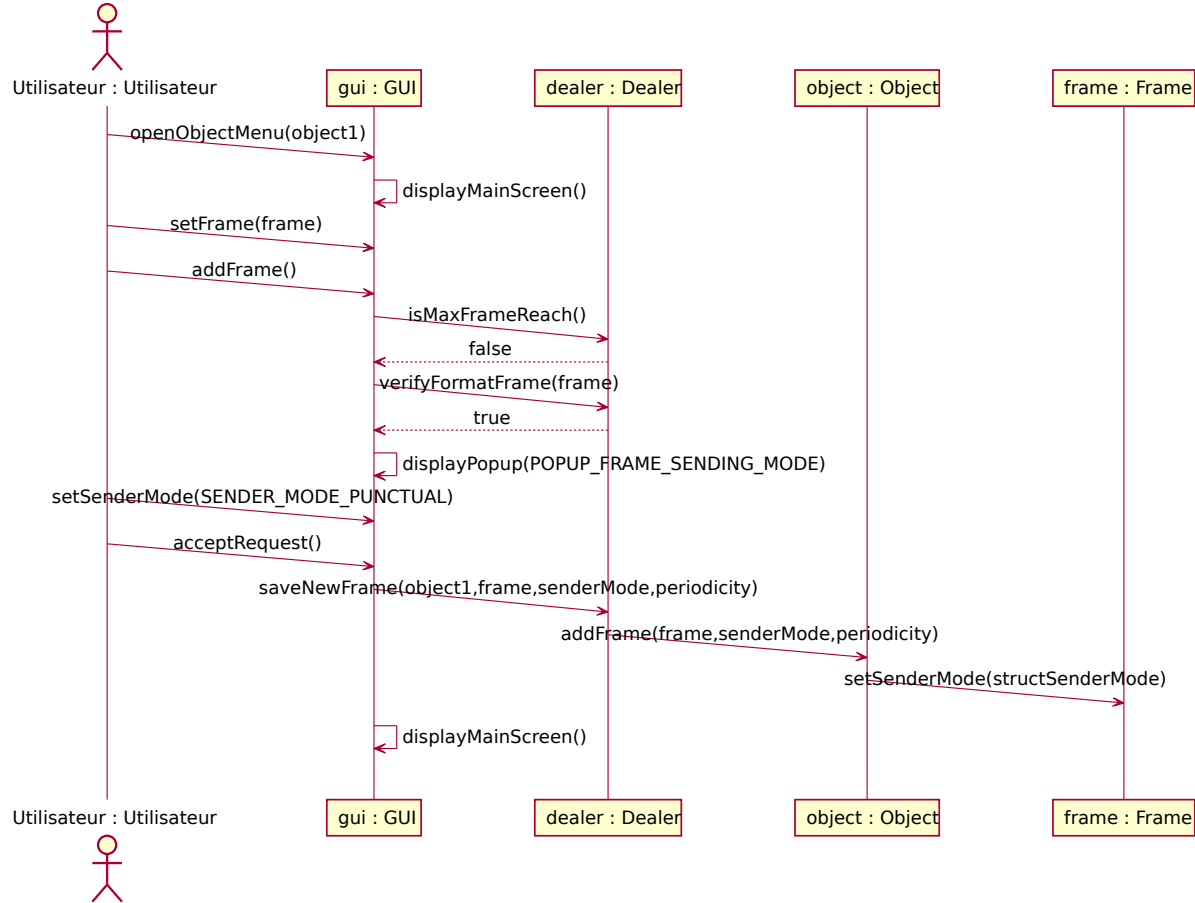 Utilisateur : Utilisateur
gui : GUI
dealer : Dealer
object : Object
frame : Frame
openObjectMenu(object1)
displayMainScreen()
setFrame(frame)
addFrame()
isMaxFrameReach()
false
verifyFormatFrame(frame)
true
displayPopup(POPUP_FRAME_SENDING_MODE)
setSenderMode(SENDER_MODE_PUNCTUAL)
acceptRequest()
saveNewFrame(object1,frame,senderMode,periodicity)
addFrame(frame,senderMode,periodicity)
setSenderMode(structSenderMode)
displayMainScreen()
Utilisateur : Utilisateur
gui : GUI
dealer : Dealer
object : Object
frame : Frame